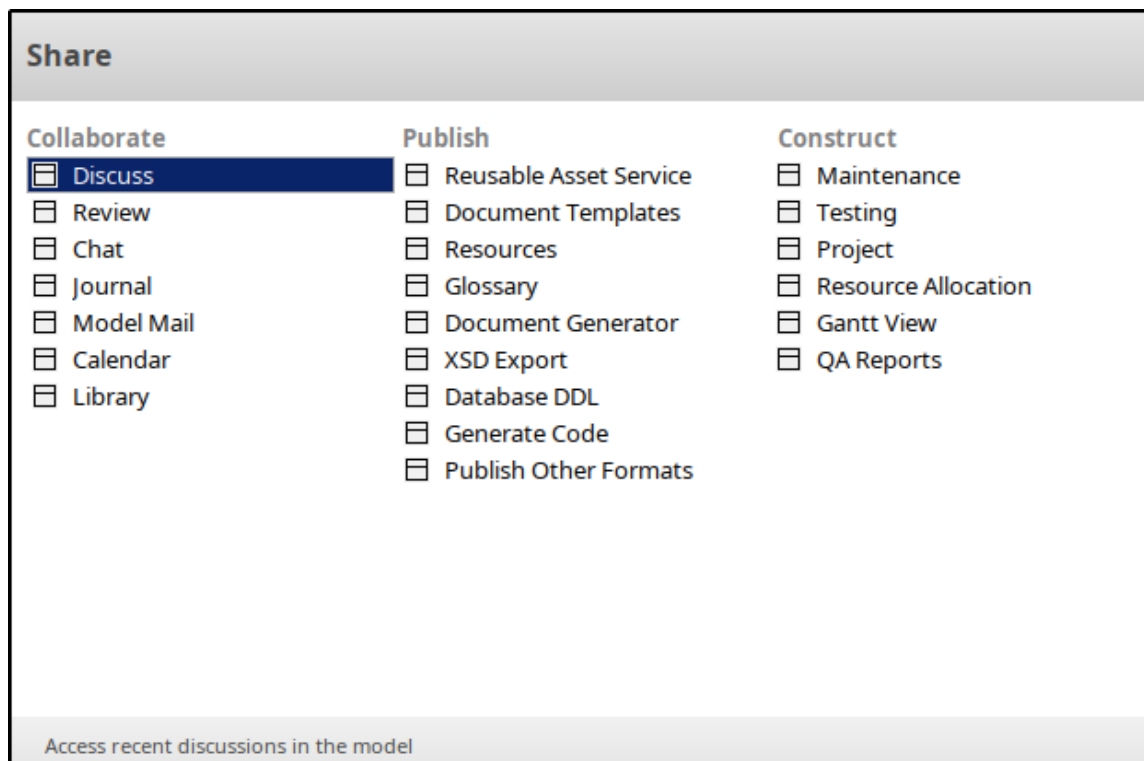 Share
Collaborate
Discuss
Review
Chat
Journal
Model Mail
Calendar
Library
Publish
Reusable Asset Service
Document Templates
Resources
Glossary
Document Generator
XSD Export
Database DDL
Generate Code
Publish Other Formats
Construct
Maintenance
Testing
Project
Resource Allocation
Gantt View
QA Reports
Access recent discussions in the model